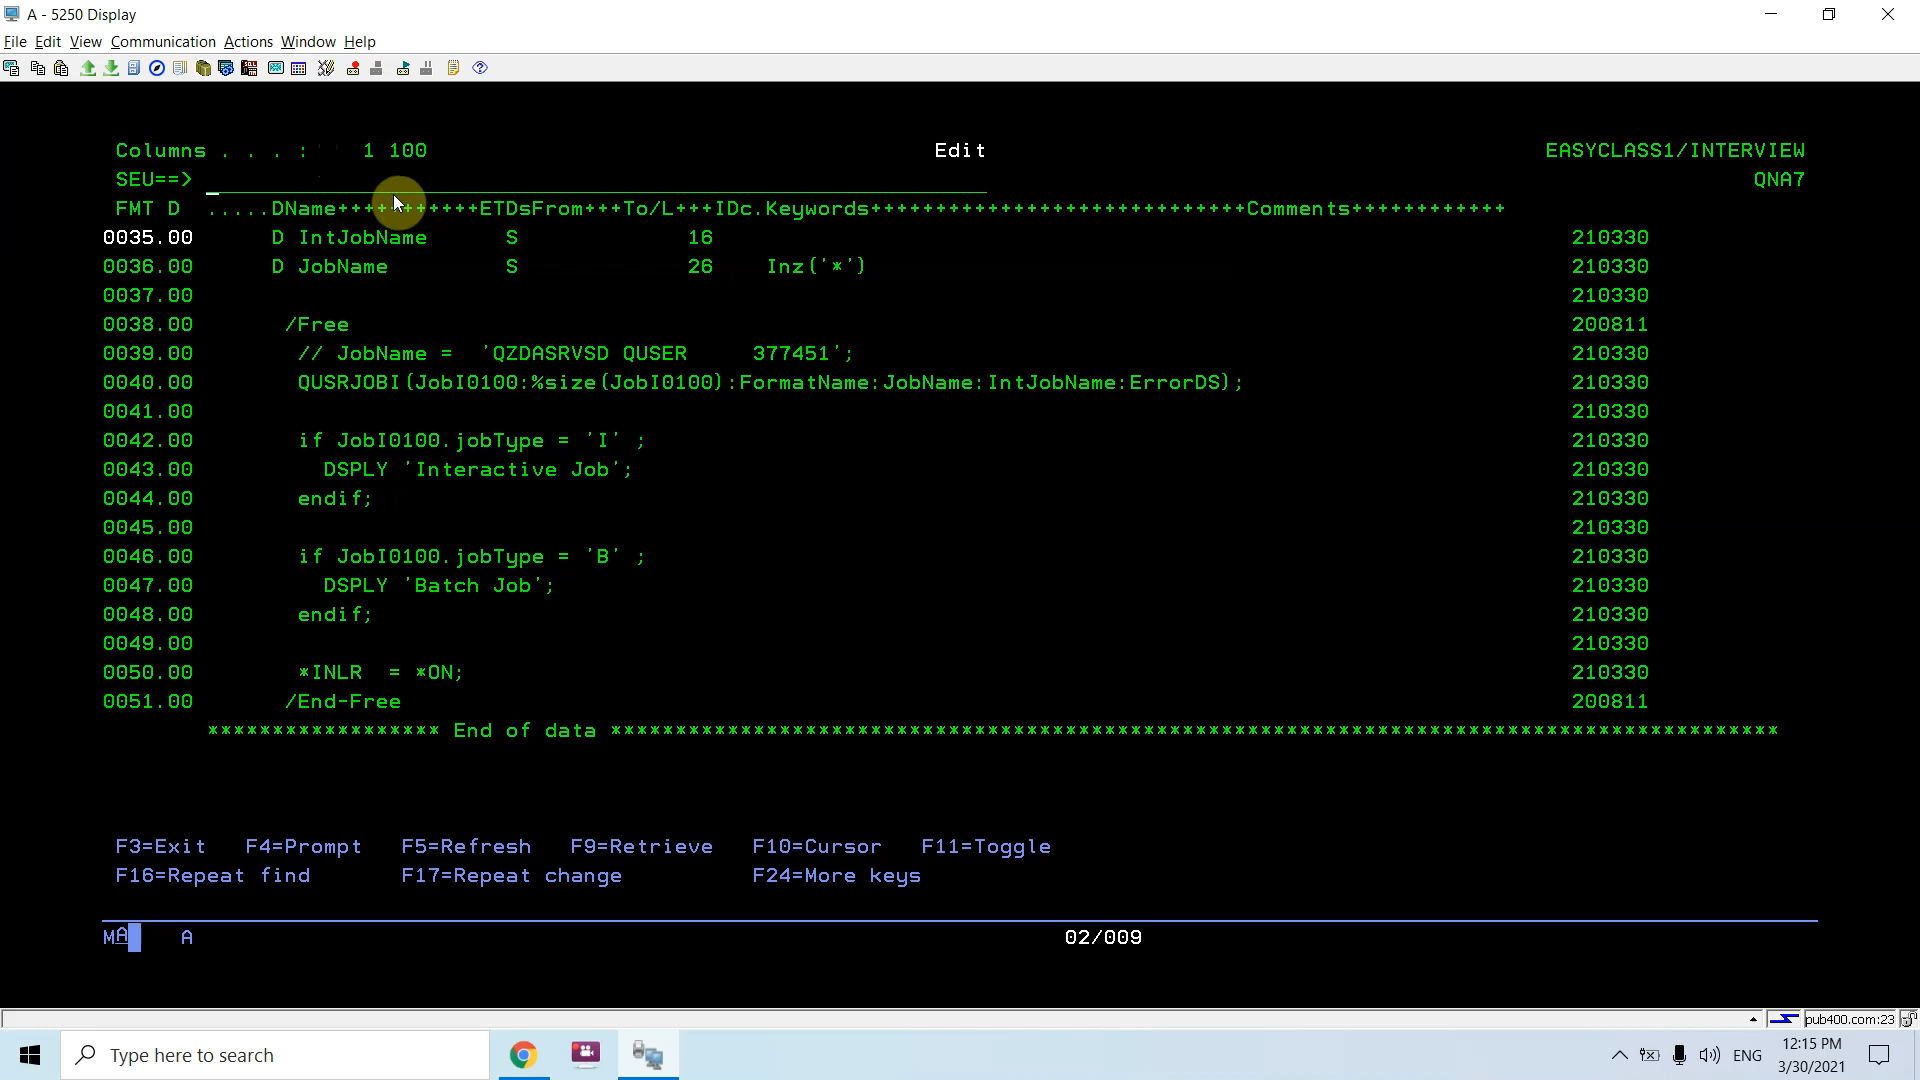 A - 5250 Display
File Edit View Communication Actions Window Help
Columns . . . :    1 100                                        Edit                                        EASYCLASS1/INTERVIEW
SEU==>                                                                                                                      QNA7
FMT D  .....DName+++++++++++ETDsFrom+++To/L+++IDc.Keywords+++++++++++++++++++++++++++++Comments++++++++++++
0035.00      D IntJobName      S             16                                                                   210330
0036.00      D JobName         S             26    Inz('*')                                                       210330
0037.00                                                                                                           210330
0038.00       /Free                                                                                               200811
0039.00        // JobName =  'QZDASRVSD QUSER     377451';                                                        210330
0040.00        QUSRJOBI(JobI0100:%size(JobI0100):FormatName:JobName:IntJobName:ErrorDS);                          210330
0041.00                                                                                                           210330
0042.00        if JobI0100.jobType = 'I' ;                                                                        210330
0043.00          DSPLY 'Interactive Job';                                                                         210330
0044.00        endif;                                                                                             210330
0045.00                                                                                                           210330
0046.00        if JobI0100.jobType = 'B' ;                                                                        210330
0047.00          DSPLY 'Batch Job';                                                                               210330
0048.00        endif;                                                                                             210330
0049.00                                                                                                           210330
0050.00        *INLR  = *ON;                                                                                      210330
0051.00       /End-Free                                                                                           200811
****************** End of data ******************************************************************************************
F3=Exit   F4=Prompt   F5=Refresh   F9=Retrieve   F10=Cursor   F11=Toggle
F16=Repeat find       F17=Repeat change          F24=More keys
MA    A    02/009
pub400.com:23
Type here to search
ENG
12:15 PM
3/30/2021